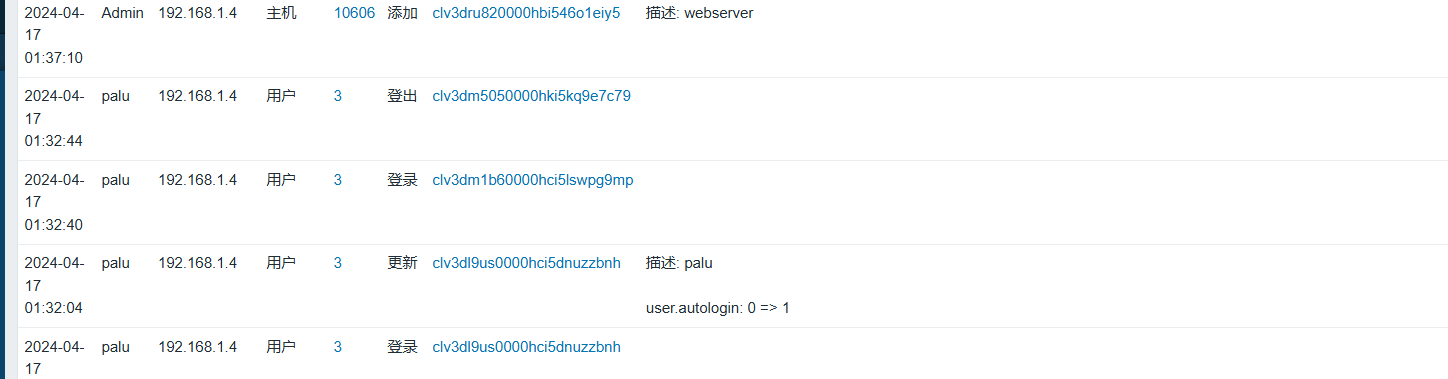 2024-04- Admin 192.168.1.4 主机 10606 添加 clv3dru820000hbi546o1eiy5 描述: webserver
17
01:37:10
2024-04- palu 192.168.1.4 用户 3 登出 clv3dm5050000hki5kq9e7c79
17
01:32:44
2024-04- palu 192.168.1.4 用户 3 登录 clv3dm1b60000hci5lswpg9mp
17
01:32:40
2024-04- palu 192.168.1.4 用户 3 更新 clv3dl9us0000hci5dnuzzbnh 描述: palu
17
01:32:04 user.autologin: 0 => 1
2024-04- palu 192.168.1.4 用户 3 登录 clv3dl9us0000hci5dnuzzbnh
17